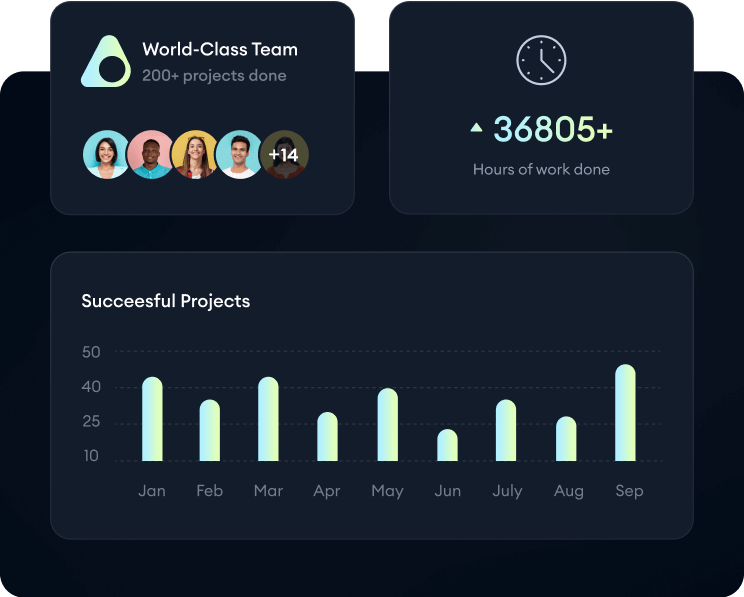 World-Class Team
200+ projects done
+14
36805+
Hours of work done
Succeesful Projects
50
40
25
10
Jan Feb Mar Apr May Jun July Aug Sep